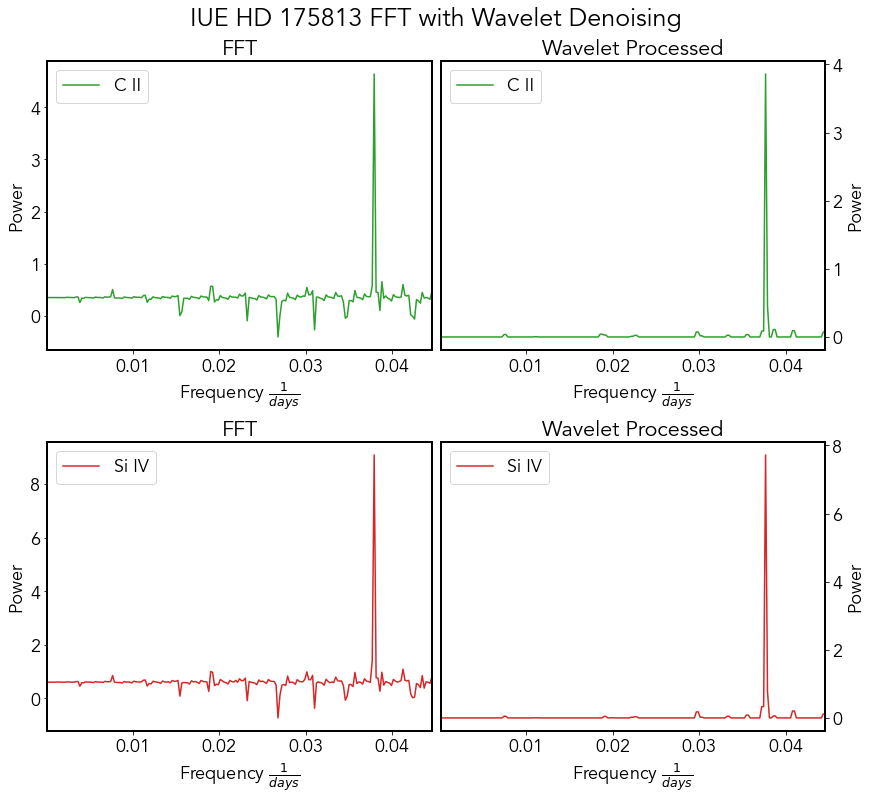 IUE HD 175813 FFT with Wavelet Denoising
FFT
Wavelet Processed
C II
C II
4
3
2
1
0
4
3
2
1
0
Power
Power
0.01 0.02 0.03 0.04
0.01 0.02 0.03 0.04
Frequency 1/days
Frequency 1/days
FFT
Wavelet Processed
Si IV
Si IV
8
6
4
2
0
8
6
4
2
0
Power
Power
0.01 0.02 0.03 0.04
0.01 0.02 0.03 0.04
Frequency 1/days
Frequency 1/days